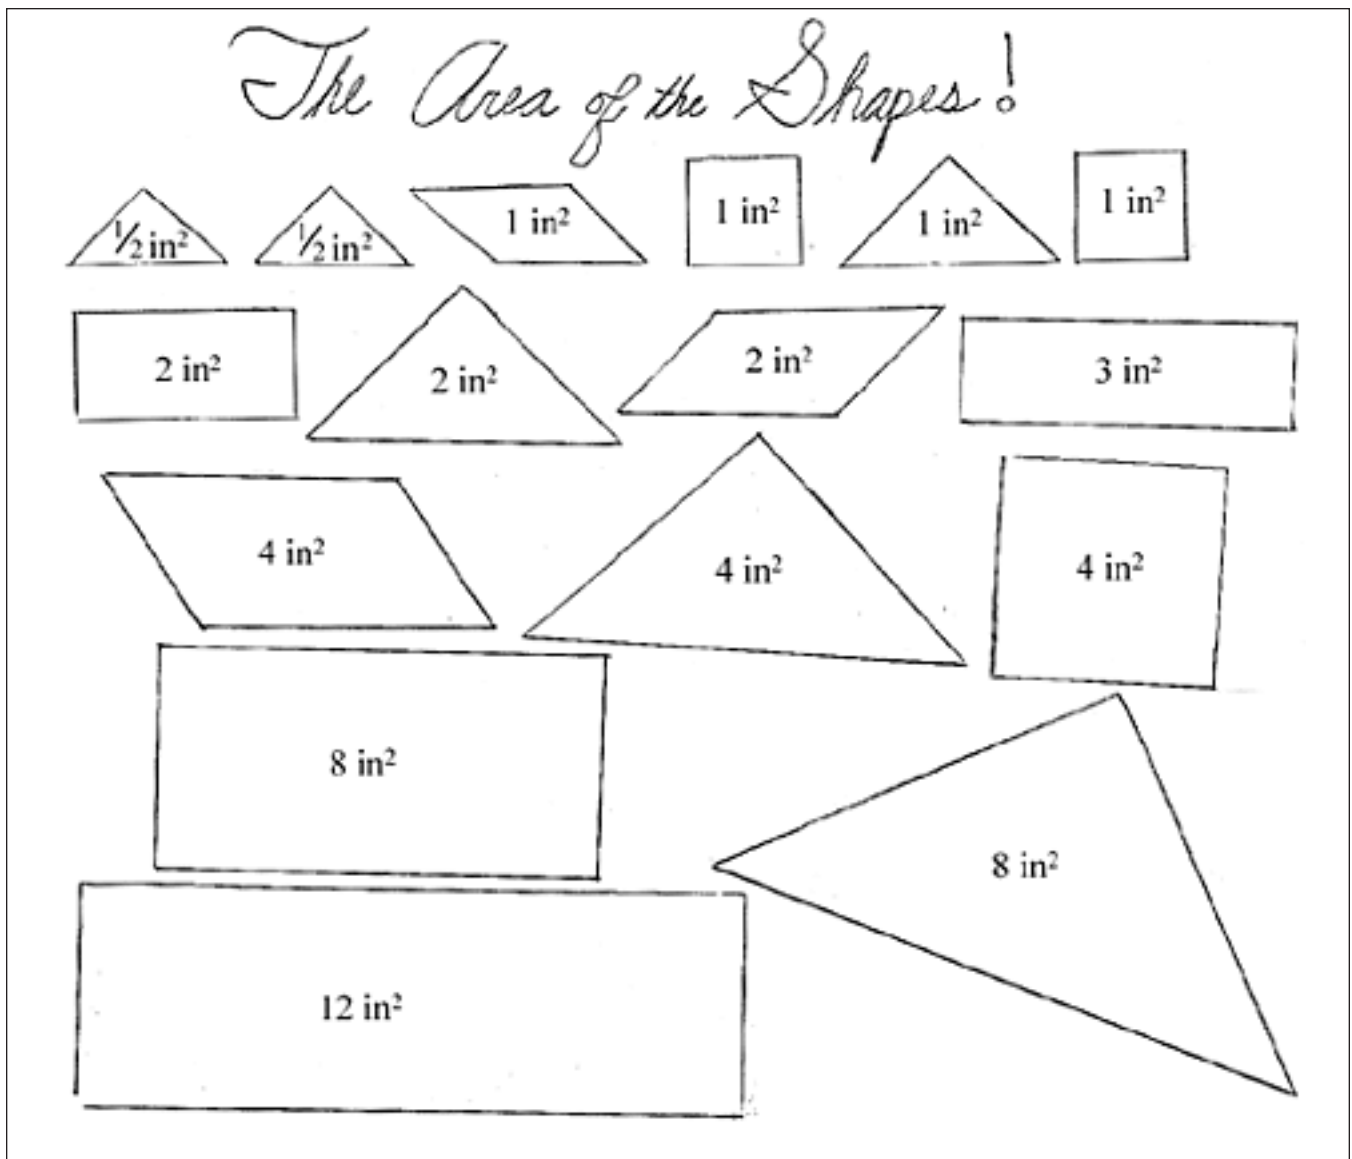 The Area of the Shapes!
½ in² ½ in² 1 in² 1 in² 1 in² 1 in²
2 in² 2 in² 2 in² 3 in²
4 in² 4 in² 4 in²
8 in²
8 in²
12 in²